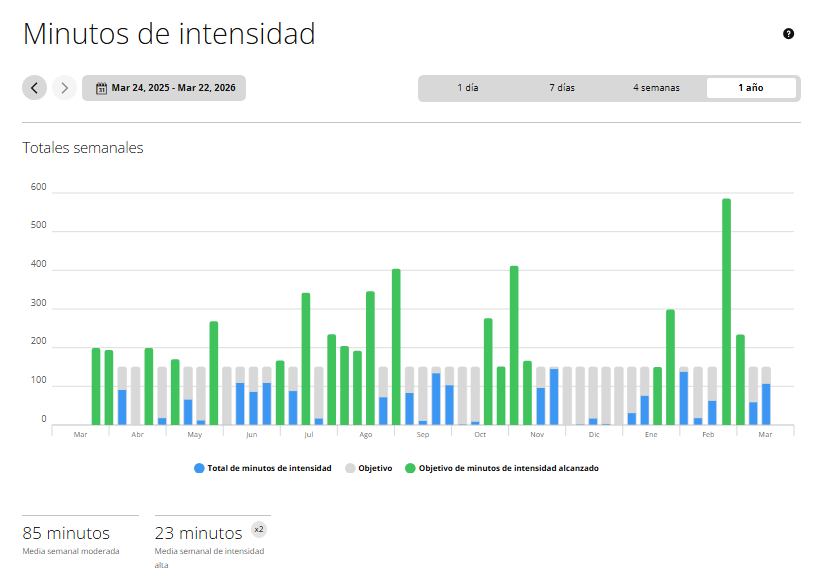 Minutos de intensidad
?
31 Mar 24, 2025 - Mar 22, 2026
1 día 7 días 4 semanas 1 año
Totales semanales
600
500
400
300
200
100
0
Mar Abr May Jun Jul Ago Sep Oct Nov Dic Ene Feb Mar
Total de minutos de intensidad Objetivo Objetivo de minutos de intensidad alcanzado
85 minutos 23 minutos x2
Media semanal moderada Media semanal de intensidad
alta